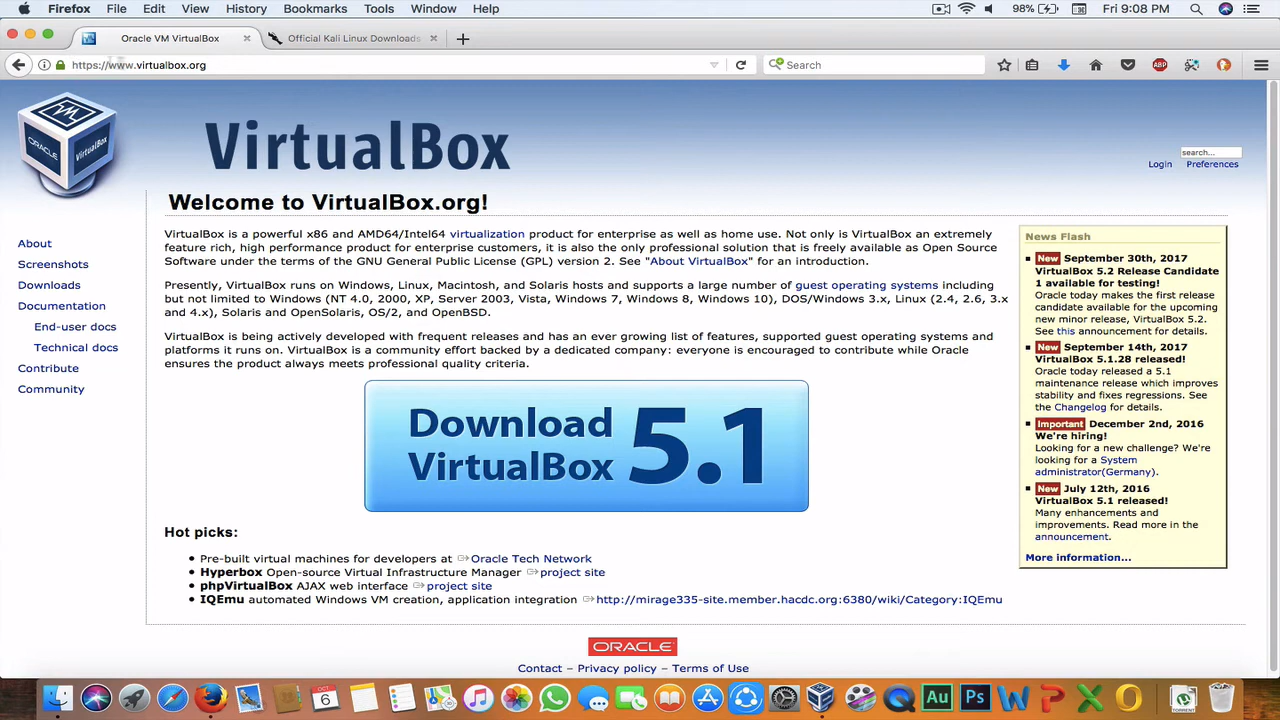 Firefox File Edit View History Bookmarks Tools Window Help 98% Fri 9:08 PM
Oracle VM VirtualBox Official Kali Linux Downloads
https://www.virtualbox.org Search ABP
ORACLE VirtualBox
VirtualBox
search...
Login Preferences
Welcome to VirtualBox.org!
About
Screenshots
Downloads
Documentation
End-user docs
Technical docs
Contribute
Community
VirtualBox is a powerful x86 and AMD64/Intel64 virtualization product for enterprise as well as home use. Not only is VirtualBox an extremely
feature rich, high performance product for enterprise customers, it is also the only professional solution that is freely available as Open Source
Software under the terms of the GNU General Public License (GPL) version 2. See "About VirtualBox" for an introduction.
Presently, VirtualBox runs on Windows, Linux, Macintosh, and Solaris hosts and supports a large number of guest operating systems including
but not limited to Windows (NT 4.0, 2000, XP, Server 2003, Vista, Windows 7, Windows 8, Windows 10), DOS/Windows 3.x, Linux (2.4, 2.6, 3.x
and 4.x), Solaris and OpenSolaris, OS/2, and OpenBSD.
VirtualBox is being actively developed with frequent releases and has an ever growing list of features, supported guest operating systems and
platforms it runs on. VirtualBox is a community effort backed by a dedicated company: everyone is encouraged to contribute while Oracle
ensures the product always meets professional quality criteria.
Download
VirtualBox 5.1
Hot picks:
Pre-built virtual machines for developers at Oracle Tech Network
Hyperbox Open-source Virtual Infrastructure Manager project site
phpVirtualBox AJAX web interface project site
IQEmu automated Windows VM creation, application integration http://mirage335-site.member.hacdc.org:6380/wiki/Category:IQEmu
News Flash
New September 30th, 2017
VirtualBox 5.2 Release Candidate
1 available for testing!
Oracle today makes the first release
candidate available for the upcoming
new minor release, VirtualBox 5.2.
See this announcement for details.
New September 14th, 2017
VirtualBox 5.1.28 released!
Oracle today released a 5.1
maintenance release which improves
stability and fixes regressions. See
the Changelog for details.
Important December 2nd, 2016
We're hiring!
Looking for a new challenge? We're
looking for a System
administrator(Germany).
New July 12th, 2016
VirtualBox 5.1 released!
Many enhancements and
improvements. Read more in the
announcement.
More information...
ORACLE
Contact – Privacy policy – Terms of Use
6 Au Ps